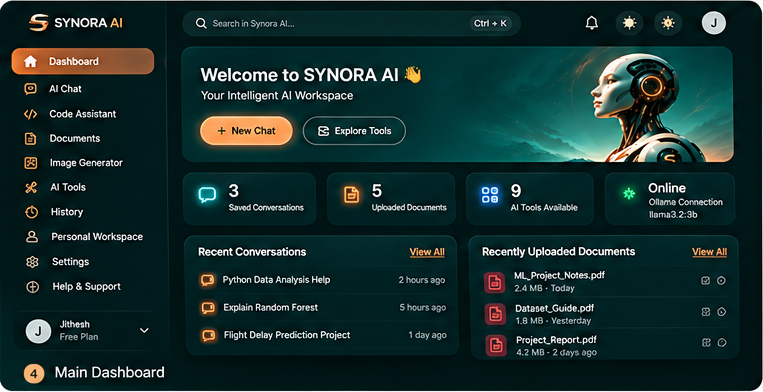 SYNORA AI
Search in Synora AI...
Ctrl + K
J
Dashboard
AI Chat
Code Assistant
Documents
Image Generator
AI Tools
History
Personal Workspace
Settings
Help & Support
J
Jithesh
Free Plan
Welcome to SYNORA AI 👋
Your Intelligent AI Workspace
+ New Chat
Explore Tools
S
3
Saved Conversations
5
Uploaded Documents
9
AI Tools Available
Online
Ollama Connection
llama3.2:3b
Recent Conversations
View All
Python Data Analysis Help
2 hours ago
Explain Random Forest
5 hours ago
Flight Delay Prediction Project
1 day ago
Recently Uploaded Documents
View All
ML_Project_Notes.pdf
2.4 MB · Today
Dataset_Guide.pdf
1.8 MB · Yesterday
Project_Report.pdf
4.2 MB · 2 days ago
4 Main Dashboard